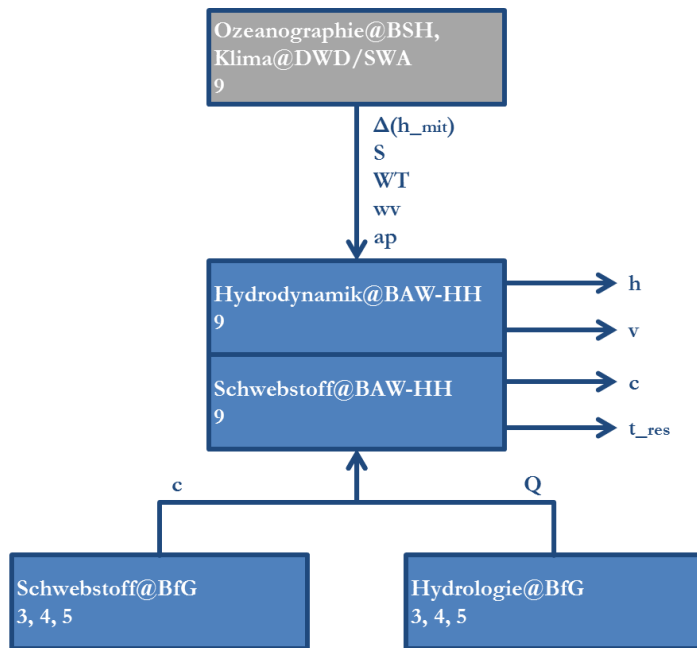 Ozeanographie@BSH,
Klima@DWD/SWA
9
Δ(h_mit)
S
WT
wv
ap
Hydrodynamik@BAW-HH
9
h
v
Schwebstoff@BAW-HH
9
c
t_res
c
Q
Schwebstoff@BfG
3, 4, 5
Hydrologie@BfG
3, 4, 5